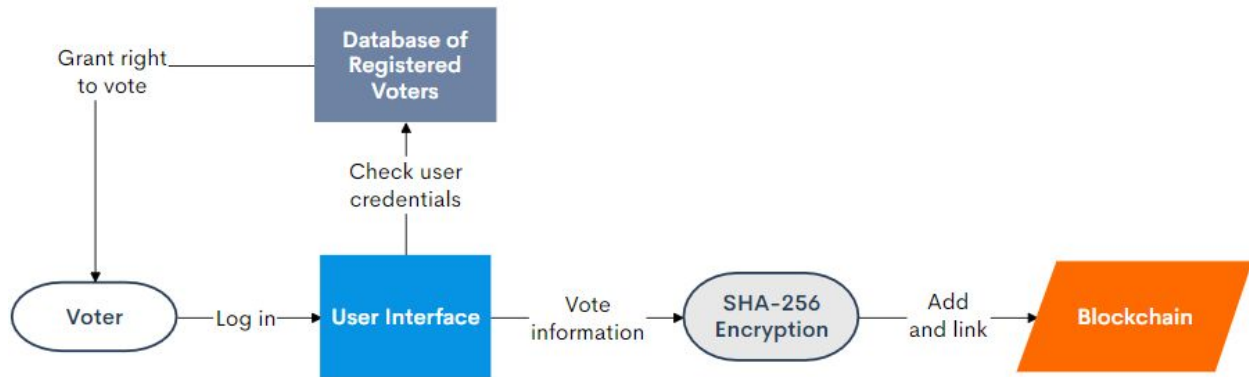 Grant right
to vote
Database of
Registered
Voters
Check user
credentials
Voter
Log in
User Interface
Vote
information
SHA-256
Encryption
Add
and link
Blockchain